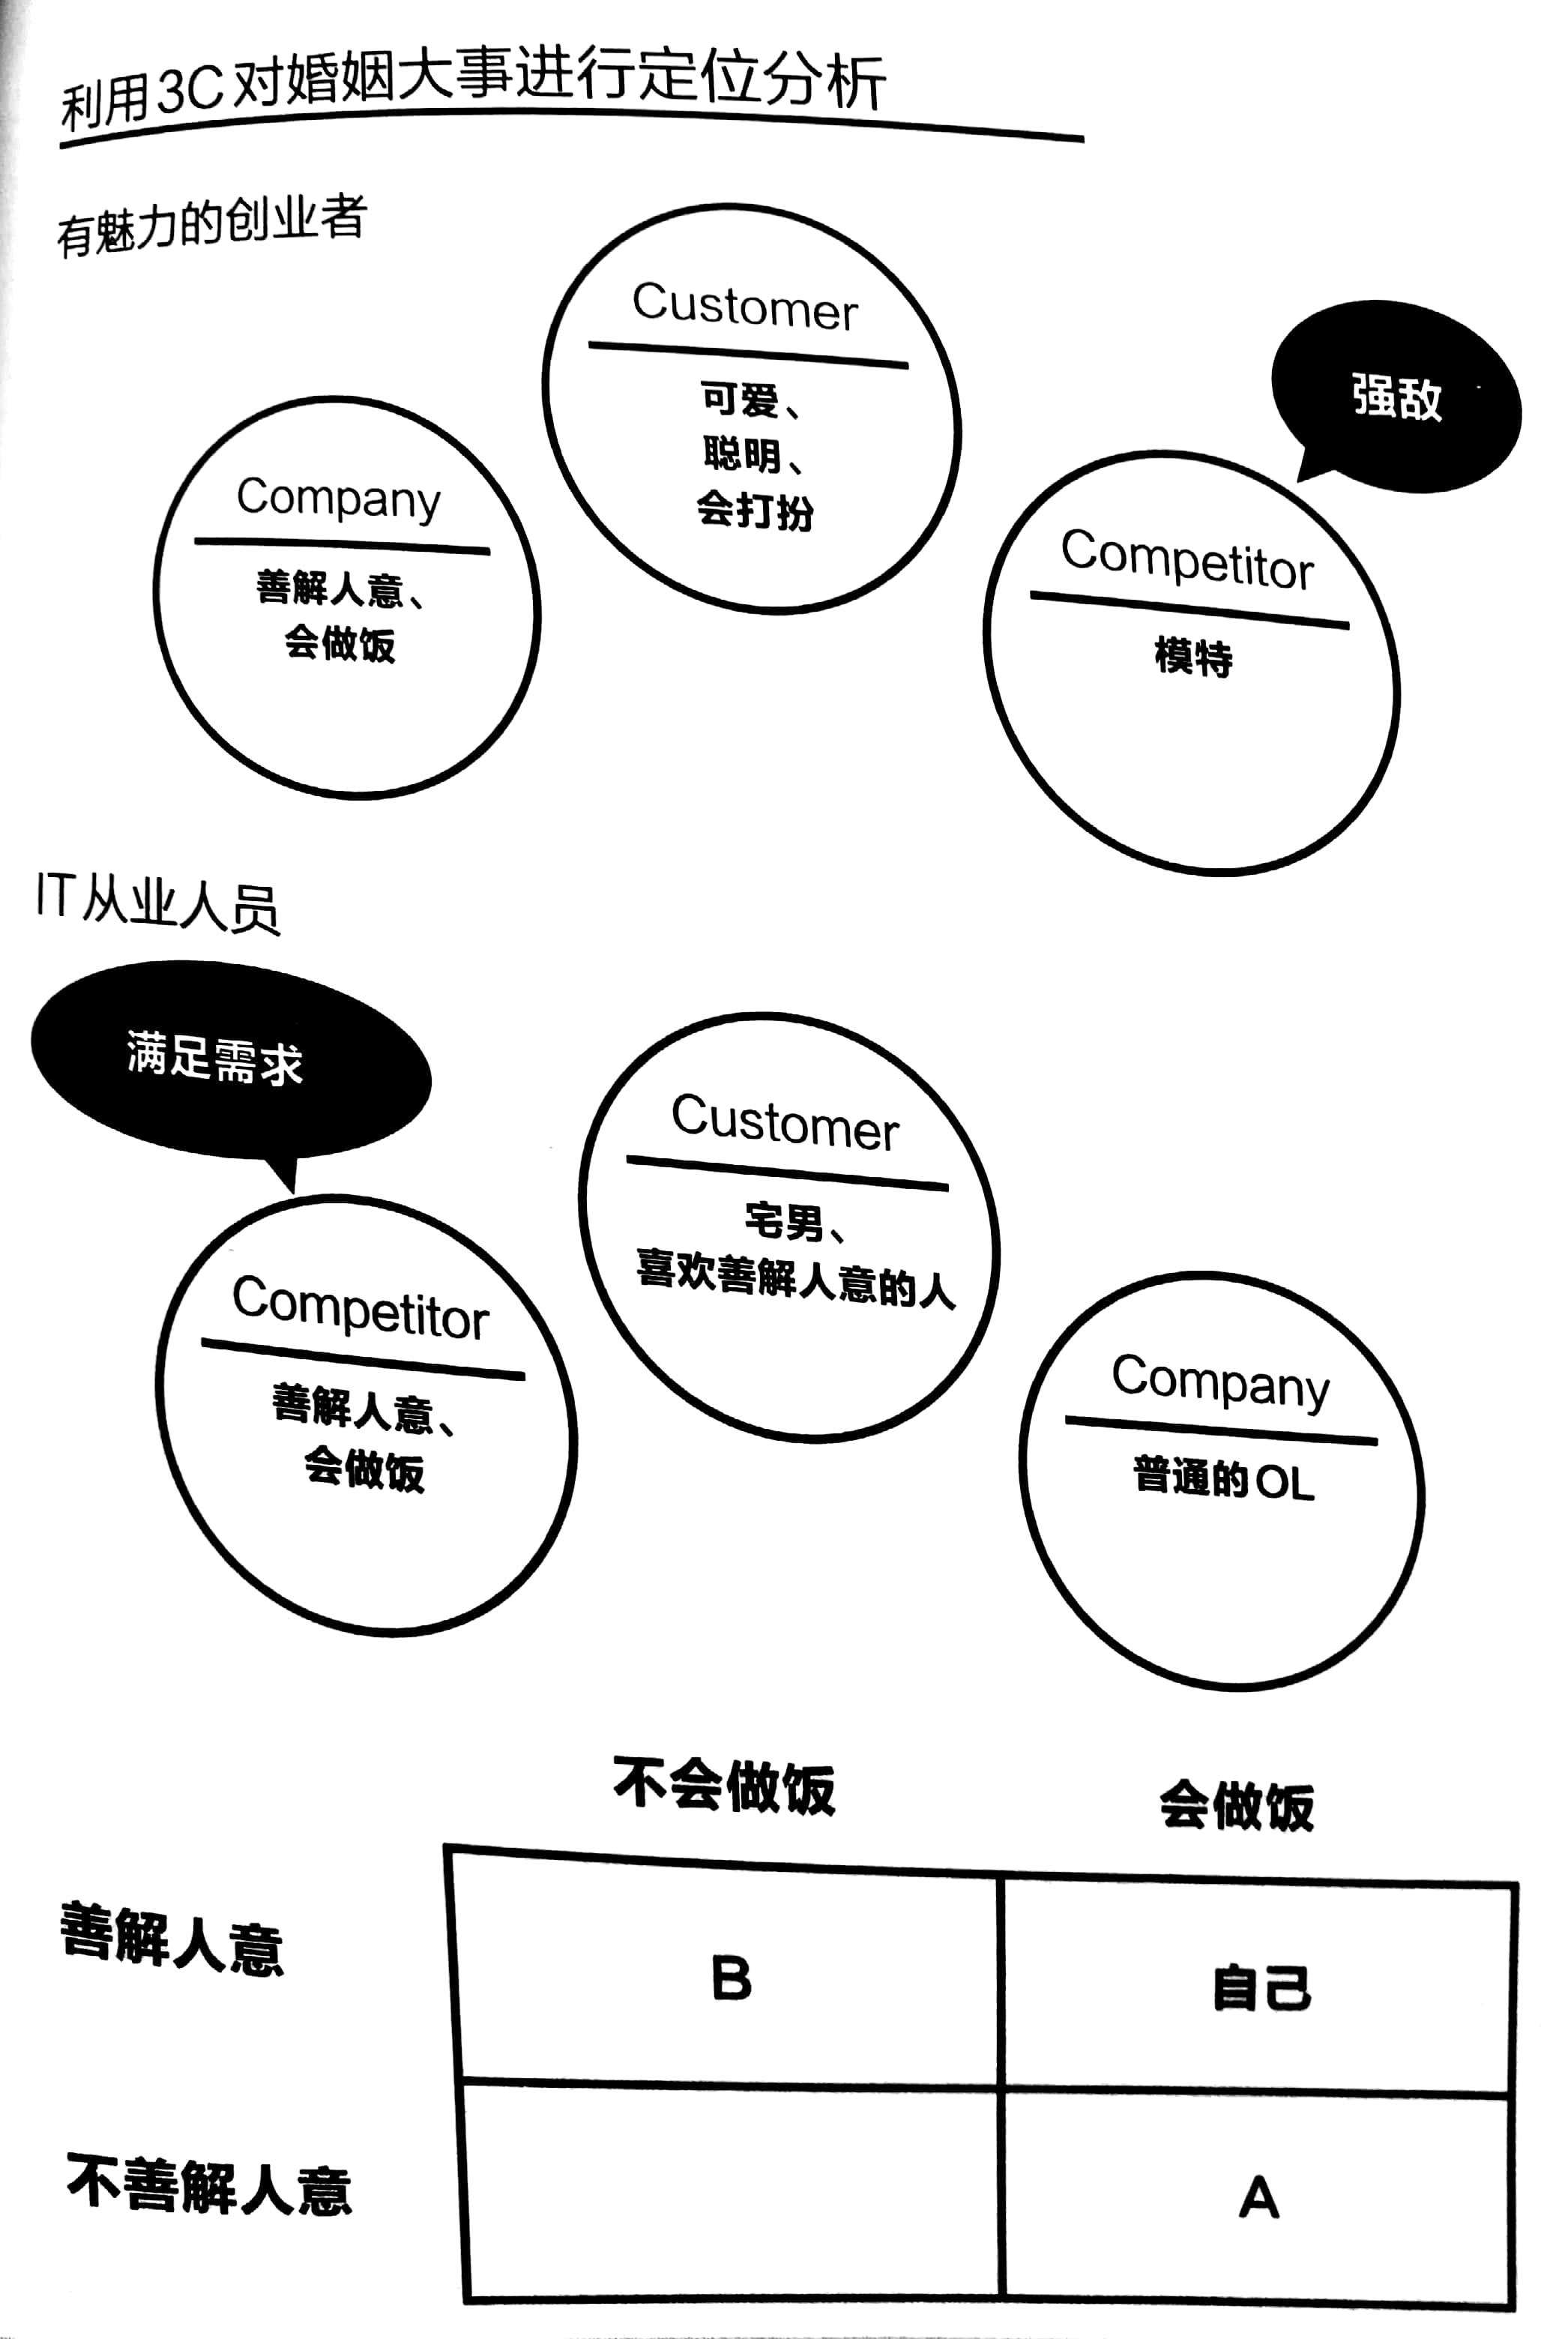 利用3C对婚姻大事进行定位分析
有魅力的创业者
Customer
可爱、
聪明、
会打扮
强敌
Company
善解人意、
会做饭
Competitor
模特
IT从业人员
满足需求
Customer
宅男、
喜欢善解人意的人
Competitor
善解人意、
会做饭
Company
普通的OL
不会做饭
会做饭
善解人意
B
自己
不善解人意
A